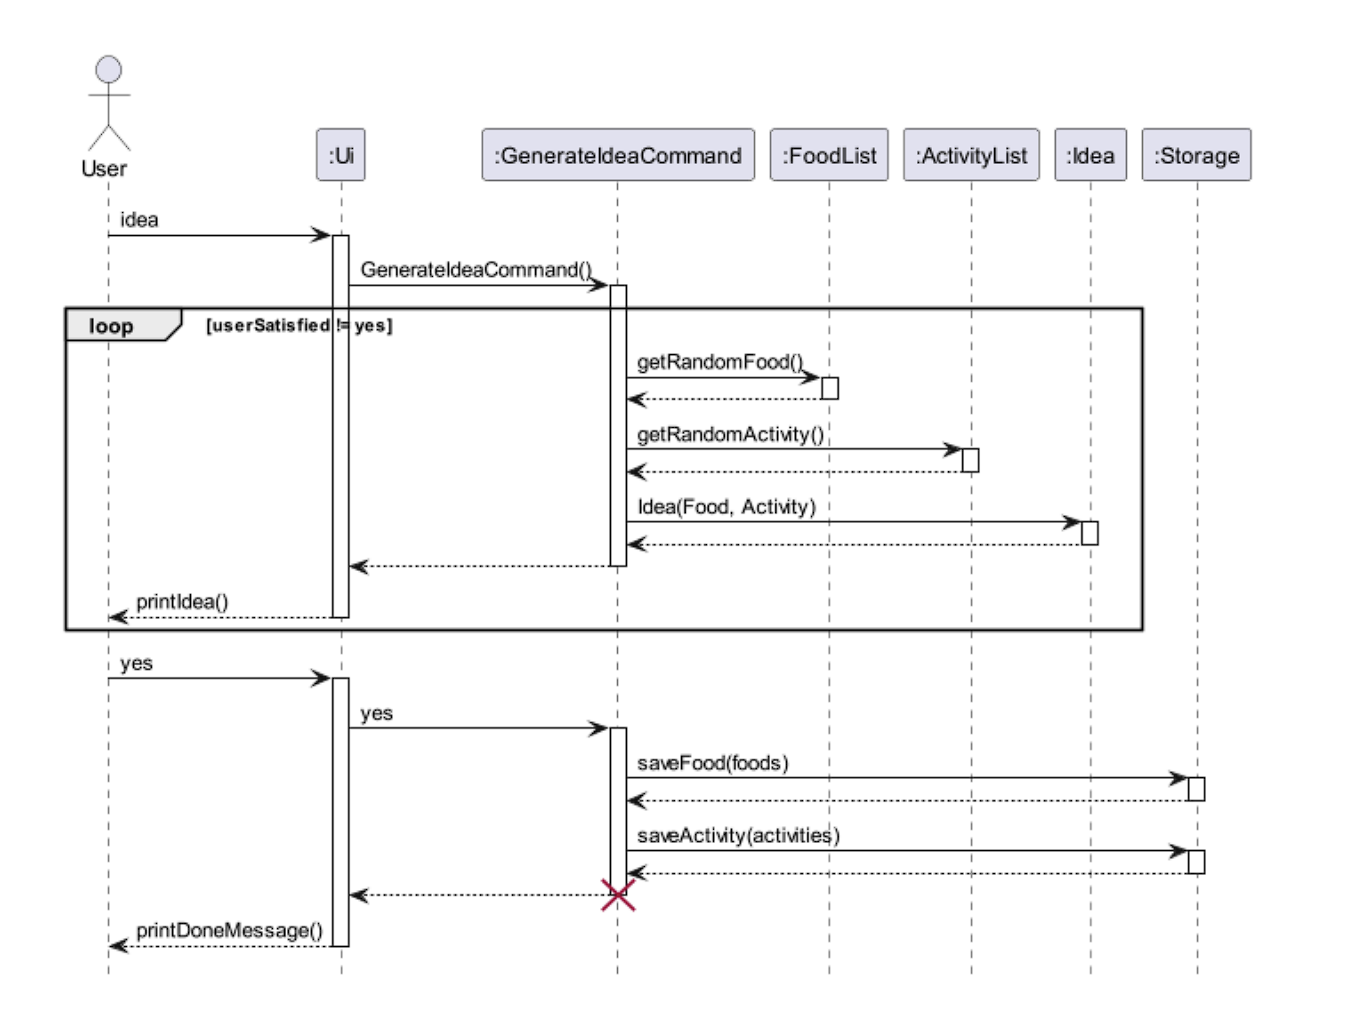 User
:Ui
:GenerateIdeaCommand
:FoodList
:ActivityList
:Idea
:Storage
idea
GenerateIdeaCommand()
loop
[userSatisfied != yes]
getRandomFood()
getRandomActivity()
Idea(Food, Activity)
printIdea()
yes
yes
saveFood(foods)
saveActivity(activities)
printDoneMessage()